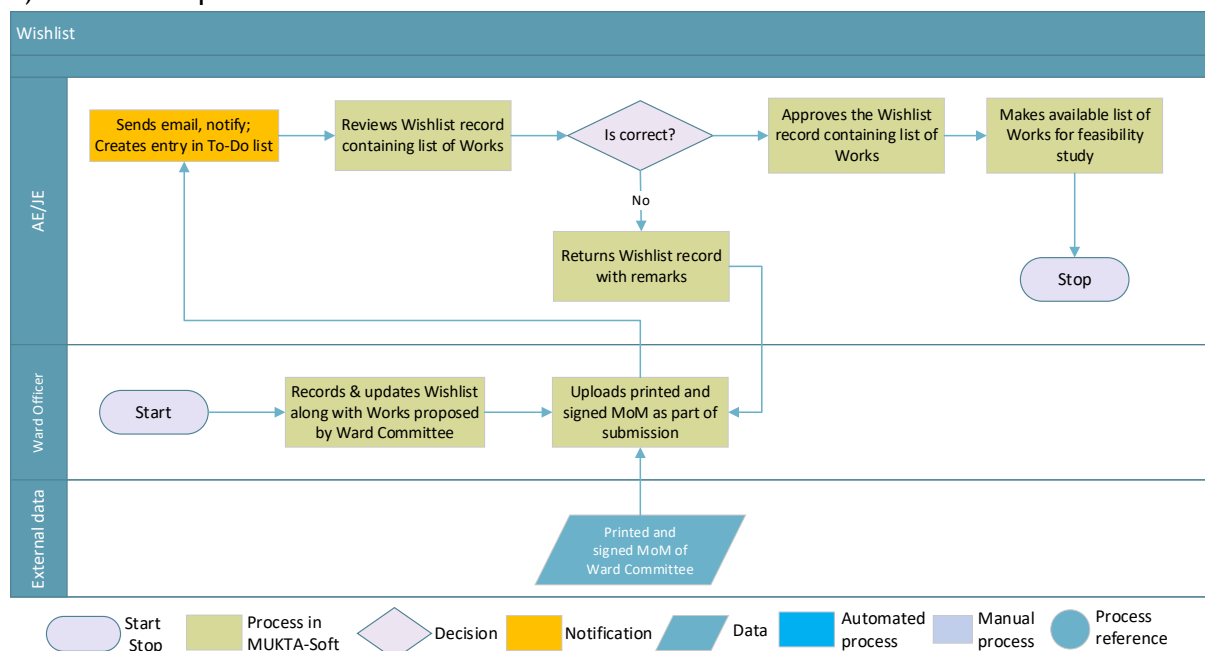 Wishlist
AE/JE
Sends email, notify;
Creates entry in To-Do list
Reviews Wishlist record
containing list of Works
Is correct?
Approves the Wishlist
record containing list of
Works
Makes available list of
Works for feasibility
study
No
Returns Wishlist record
with remarks
Stop
Ward Officer
Start
Records & updates Wishlist
along with Works proposed
by Ward Committee
Uploads printed and
signed MoM as part of
submission
External data
Printed and
signed MoM of
Ward Committee
Start
Stop
Process in
MUKTA-Soft
Decision
Notification
Data
Automated
process
Manual
process
Process
reference